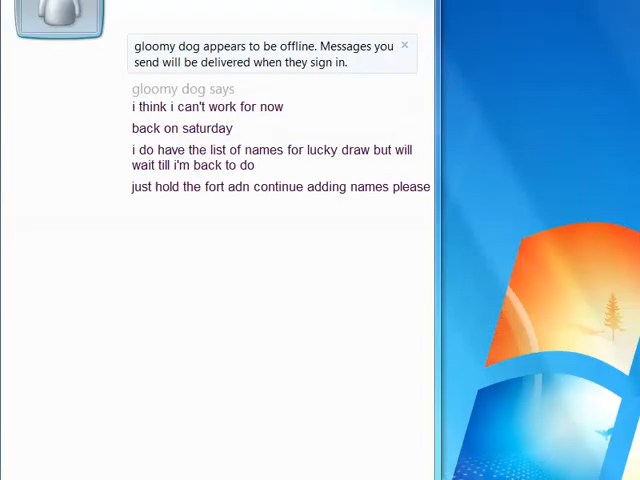 gloomy dog appears to be offline. Messages you
send will be delivered when they sign in.
gloomy dog says
i think i can't work for now
back on saturday
i do have the list of names for lucky draw but will
wait till i'm back to do
just hold the fort adn continue adding names please